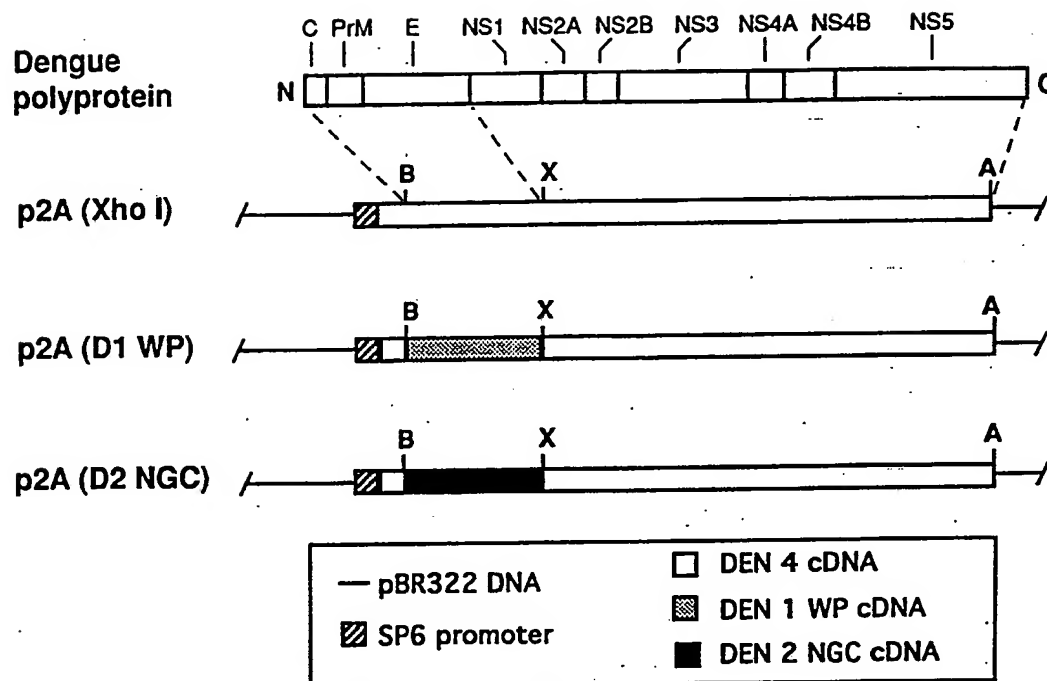 C PrM E NS1 NS2A NS2B NS3 NS4A NS4B NS5
Dengue
polyprotein
N C
B X A
p2A (Xho I)
B X A
p2A (D1 WP)
B X A
p2A (D2 NGC)
pBR322 DNA
SP6 promoter
DEN 4 cDNA
DEN 1 WP cDNA
DEN 2 NGC cDNA